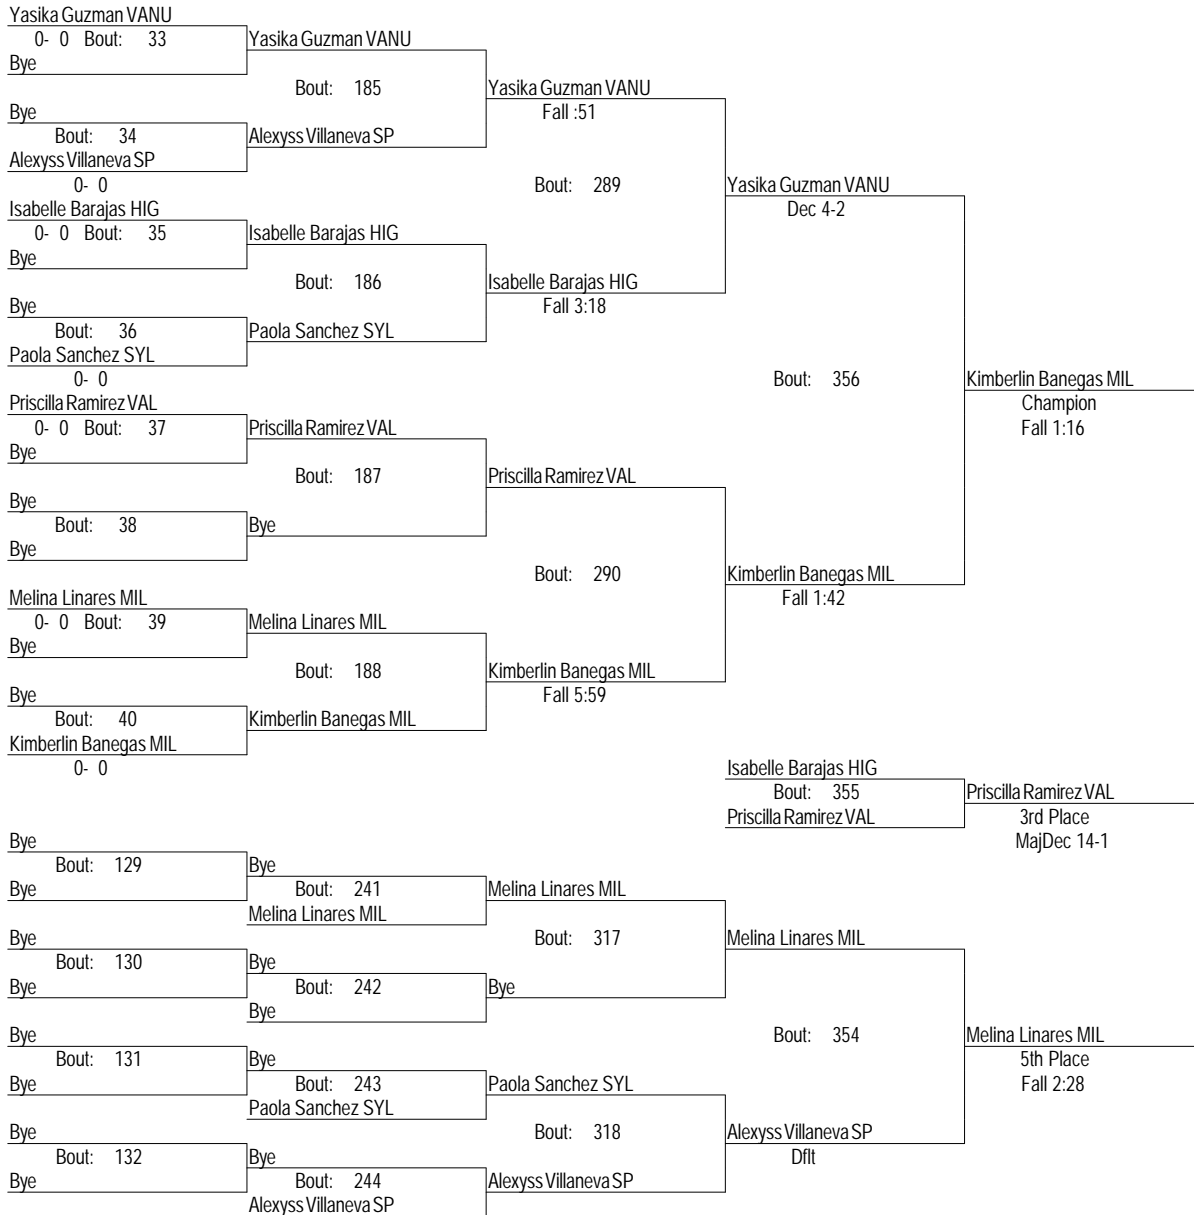 Yasika Guzman VANU
0- 0 Bout: 33
Yasika Guzman VANU
Bye
Bout: 185
Yasika Guzman VANU
Fall :51
Bye
Bout: 34
Alexyss Villaneva SP
Alexyss Villaneva SP
0- 0
Bout: 289
Yasika Guzman VANU
Dec 4-2
Isabelle Barajas HIG
0- 0 Bout: 35
Isabelle Barajas HIG
Bye
Bout: 186
Isabelle Barajas HIG
Fall 3:18
Bye
Bout: 36
Paola Sanchez SYL
Paola Sanchez SYL
0- 0
Bout: 356
Kimberlin Banegas MIL
Champion
Fall 1:16
Priscilla Ramirez VAL
0- 0 Bout: 37
Priscilla Ramirez VAL
Bye
Bout: 187
Priscilla Ramirez VAL
Bye
Bout: 38
Bye
Bye
Bout: 290
Kimberlin Banegas MIL
Fall 1:42
Melina Linares MIL
0- 0 Bout: 39
Melina Linares MIL
Bye
Bout: 188
Kimberlin Banegas MIL
Fall 5:59
Bye
Bout: 40
Kimberlin Banegas MIL
Kimberlin Banegas MIL
0- 0
Isabelle Barajas HIG
Bout: 355
Priscilla Ramirez VAL
Priscilla Ramirez VAL
3rd Place
MajDec 14-1
Bye
Bout: 129
Bye
Bye
Bout: 241
Melina Linares MIL
Melina Linares MIL
Bout: 317
Melina Linares MIL
Bye
Bout: 130
Bye
Bye
Bout: 242
Bye
Bye
Bout: 354
Melina Linares MIL
5th Place
Fall 2:28
Bye
Bout: 131
Bye
Bye
Bout: 243
Paola Sanchez SYL
Paola Sanchez SYL
Bout: 318
Alexyss Villaneva SP
Dflt
Bye
Bout: 132
Bye
Bye
Bout: 244
Alexyss Villaneva SP
Alexyss Villaneva SP